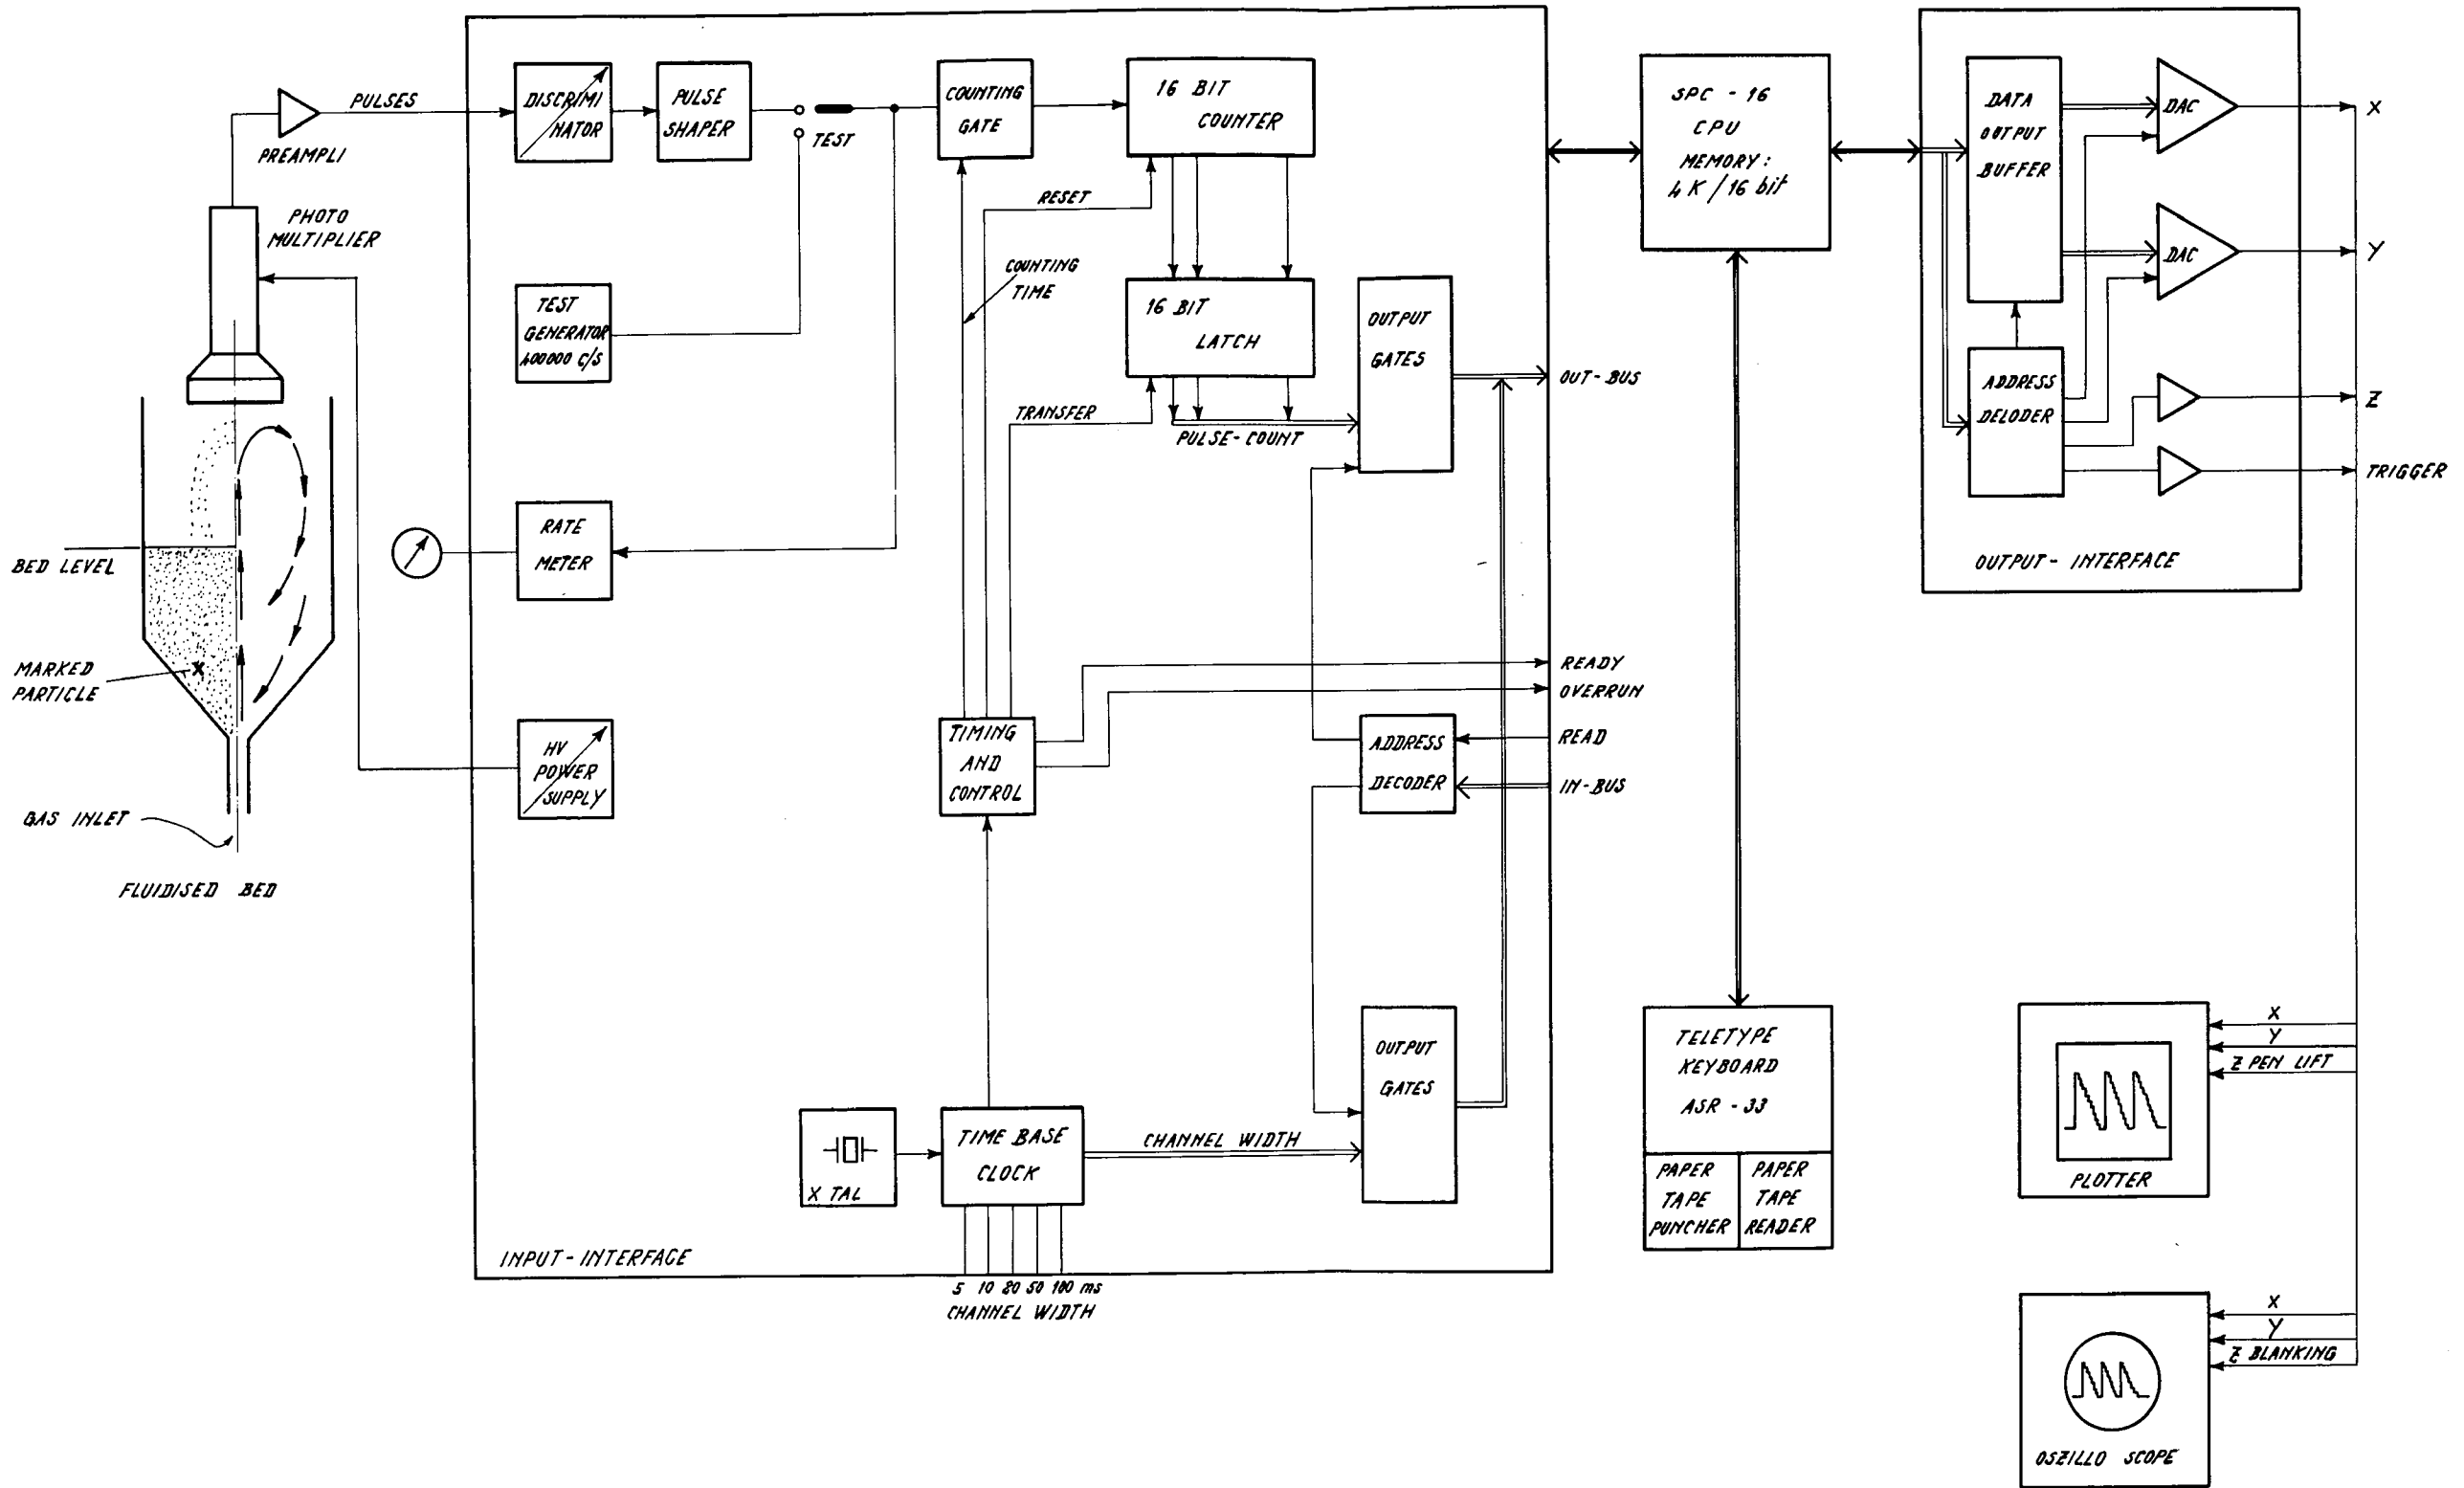 PULSES
PREAMPLI
PHOTO
MULTIPLIER
BED LEVEL
MARKED
PARTICLE
GAS INLET
FLUIDISED BED
DISCRIMI
NATOR
PULSE
SHAPER
TEST
COUNTING
GATE
16 BIT
COUNTER
RESET
COUNTING
TIME
TEST
GENERATOR
400000 C/S
16 BIT
LATCH
TRANSFER
PULSE-COUNT
OUTPUT
GATES
OUT-BUS
RATE
METER
READY
OVERRUN
READ
IN-BUS
HV
POWER
SUPPLY
TIMING
AND
CONTROL
ADDRESS
DECODER
OUTPUT
GATES
X TAL
TIME BASE
CLOCK
CHANNEL WIDTH
INPUT-INTERFACE
5 10 20 50 100 ms
CHANNEL WIDTH
SPC - 16
CPU
MEMORY:
4 K / 16 bit
TELETYPE
KEYBOARD
ASR - 33
PAPER
TAPE
PUNCHER
PAPER
TAPE
READER
DATA
OUTPUT
BUFFER
DAC
DAC
ADDRESS
DELODER
OUTPUT - INTERFACE
X
Y
Z
TRIGGER
X
Y
Z PEN LIFT
PLOTTER
X
Y
Z BLANKING
OSZILLO SCOPE